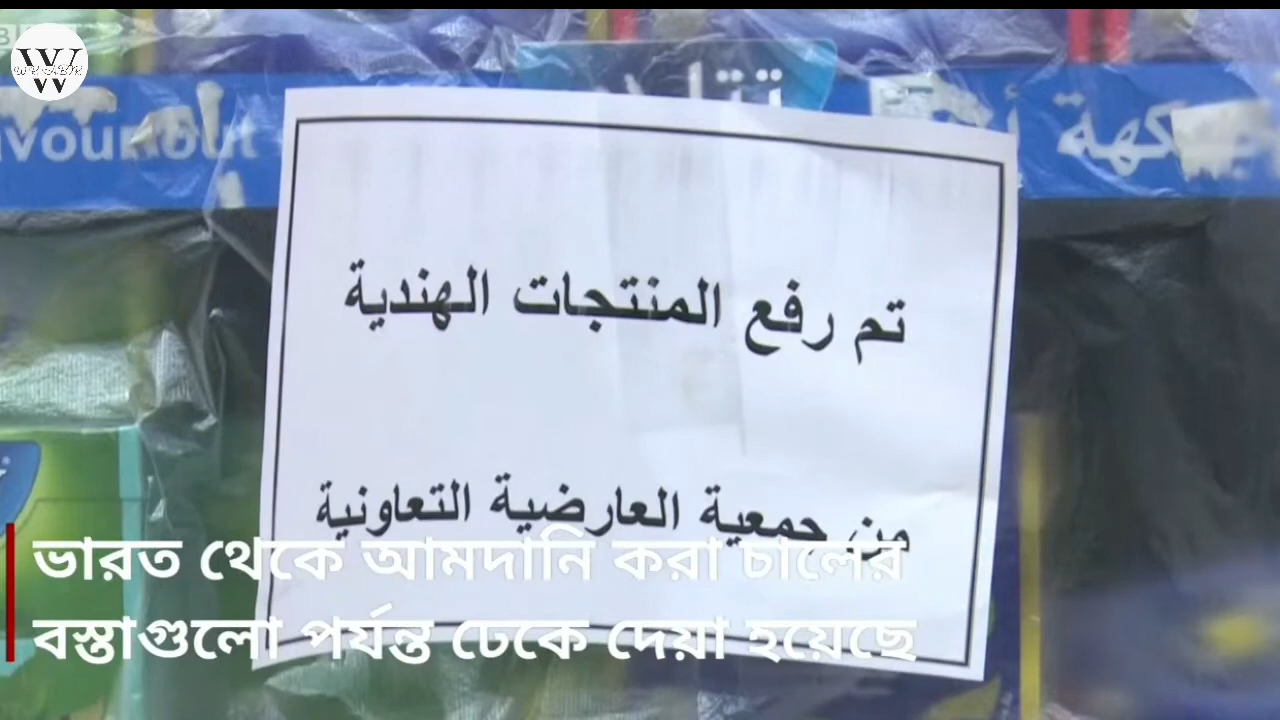 تم رفع المنتجات الهندية
من جمعية العارضية التعاونية
ভারত থেকে আমদানি করা চালের
বস্তাগুলো পর্যন্ত ঢেকে দেয়া হয়েছে